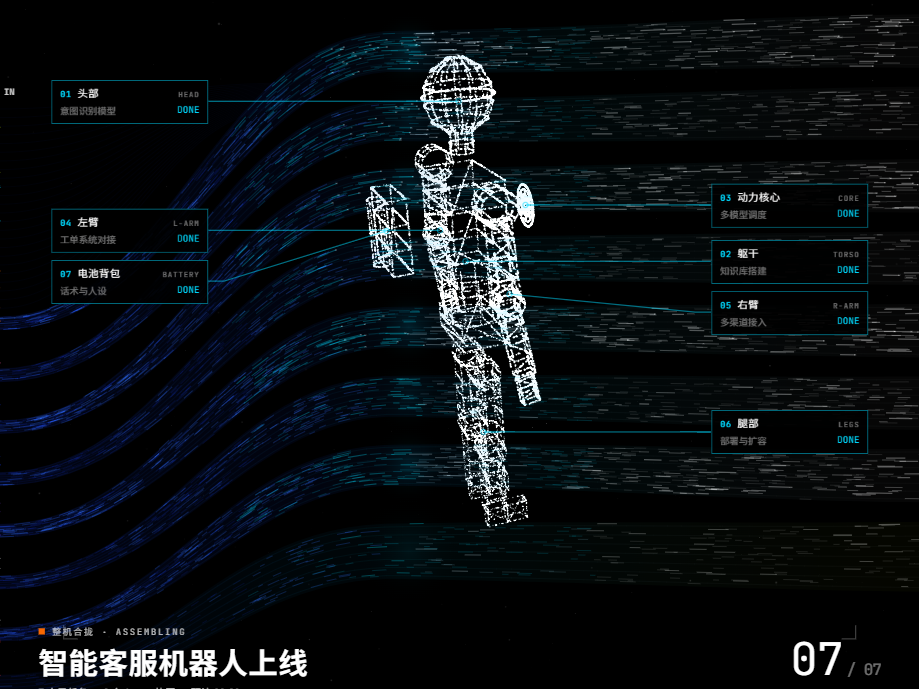 IN
01 头部 HEAD
意图识别模型 DONE
03 动力核心 CORE
多模型调度 DONE
04 左臂 L-ARM
工单系统对接 DONE
02 躯干 TORSO
知识库搭建 DONE
07 电池背包 BATTERY
话术与人设 DONE
05 右臂 R-ARM
多渠道接入 DONE
06 腿部 LEGS
部署与扩容 DONE
整机合拢 · ASSEMBLING
智能客服机器人上线
07 / 07